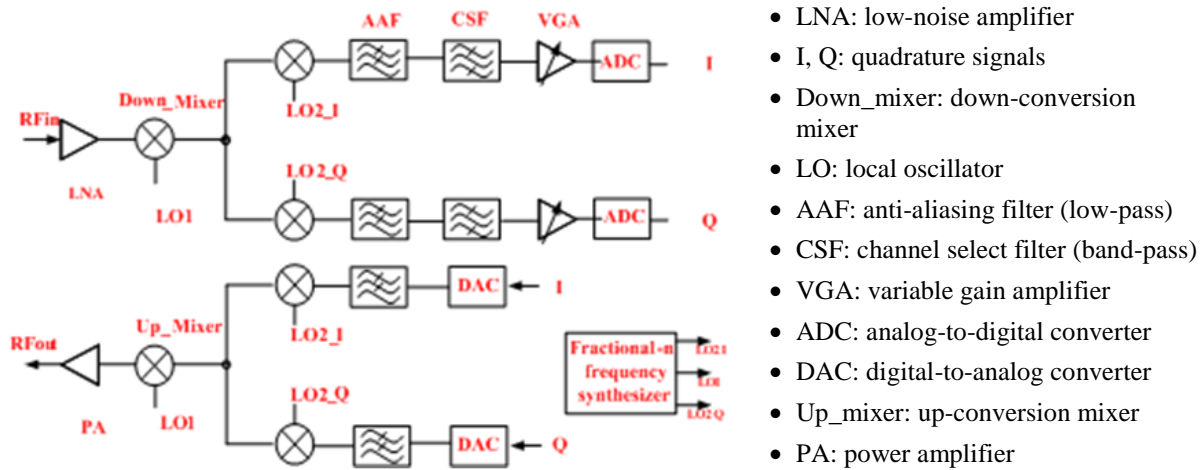 AAF CSF VGA
ADC I
LO2_I
Down_Mixer
RFin
LNA
LO1
LO2_Q
ADC Q
DAC I
LO2_I
Up_Mixer
RFout
PA
LO1
LO2_Q
DAC Q
Fractional-n
frequency
synthesizer
LO2 I
LO1
LO2 Q
• LNA: low-noise amplifier
• I, Q: quadrature signals
• Down_mixer: down-conversion
mixer
• LO: local oscillator
• AAF: anti-aliasing filter (low-pass)
• CSF: channel select filter (band-pass)
• VGA: variable gain amplifier
• ADC: analog-to-digital converter
• DAC: digital-to-analog converter
• Up_mixer: up-conversion mixer
• PA: power amplifier